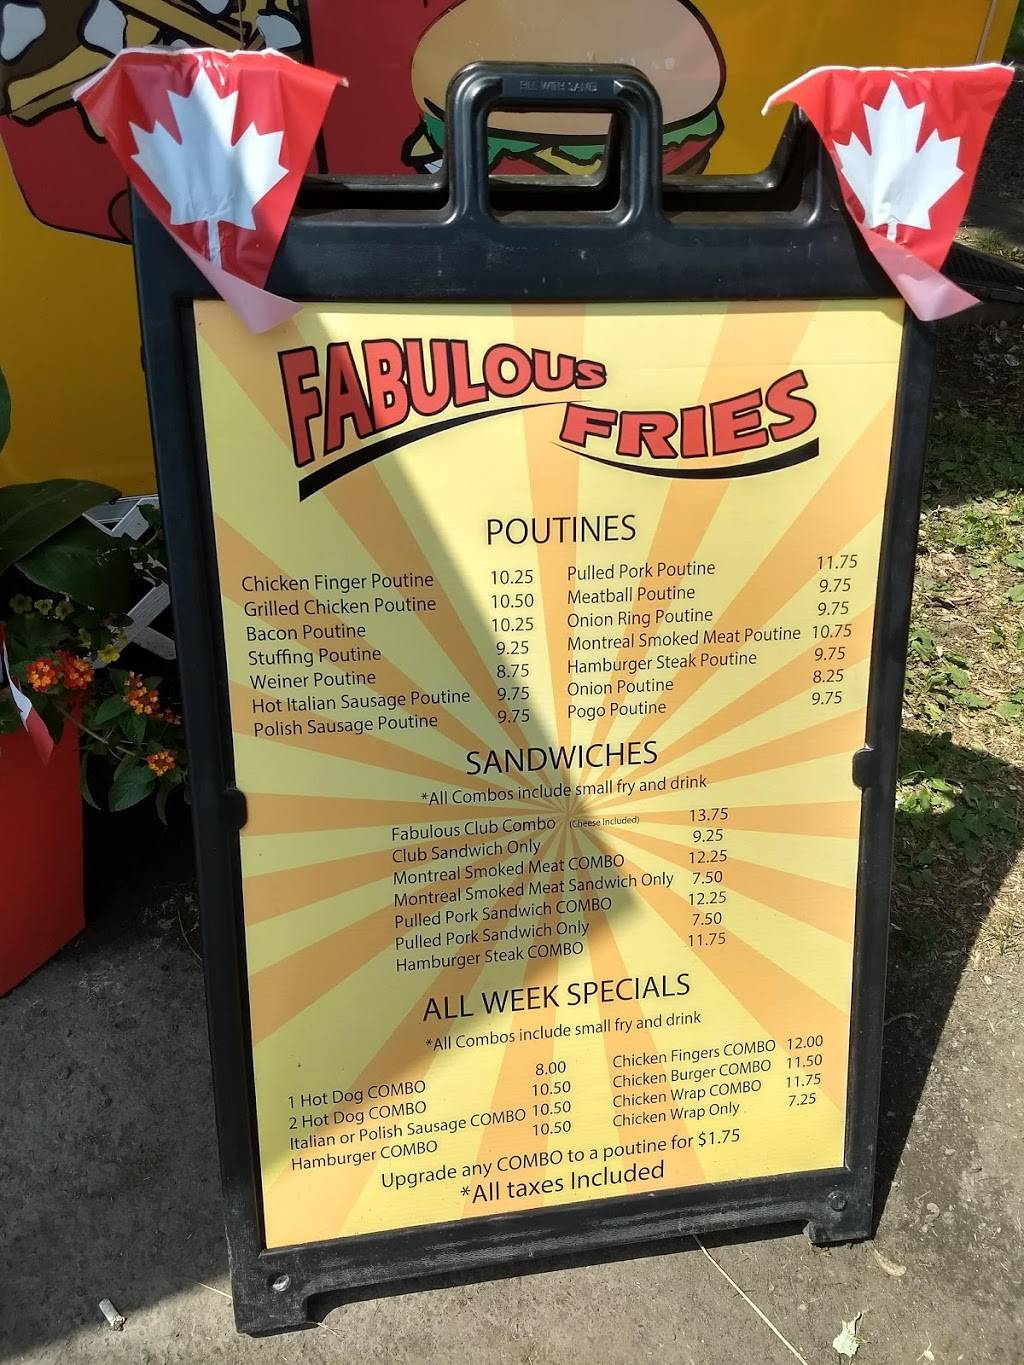 FILL WITH SAND
FABULOUS
FRIES
POUTINES
Chicken Finger Poutine 10.25
Grilled Chicken Poutine 10.50
Bacon Poutine 10.25
Stuffing Poutine 9.25
Weiner Poutine 8.75
Hot Italian Sausage Poutine 9.75
Polish Sausage Poutine 9.75
Pulled Pork Poutine 11.75
Meatball Poutine 9.75
Onion Ring Poutine 9.75
Montreal Smoked Meat Poutine 10.75
Hamburger Steak Poutine 9.75
Onion Poutine 8.25
Pogo Poutine 9.75
SANDWICHES
*All Combos include small fry and drink
Fabulous Club Combo (Cheese Included) 13.75
Club Sandwich Only 9.25
Montreal Smoked Meat COMBO 12.25
Montreal Smoked Meat Sandwich Only 7.50
Pulled Pork Sandwich COMBO 12.25
Pulled Pork Sandwich Only 7.50
Hamburger Steak COMBO 11.75
ALL WEEK SPECIALS
*All Combos include small fry and drink
1 Hot Dog COMBO 8.00
2 Hot Dog COMBO 10.50
Italian or Polish Sausage COMBO 10.50
Hamburger COMBO 10.50
Chicken Fingers COMBO 12.00
Chicken Burger COMBO 11.50
Chicken Wrap COMBO 11.75
Chicken Wrap Only 7.25
Upgrade any COMBO to a poutine for $1.75
*All taxes Included